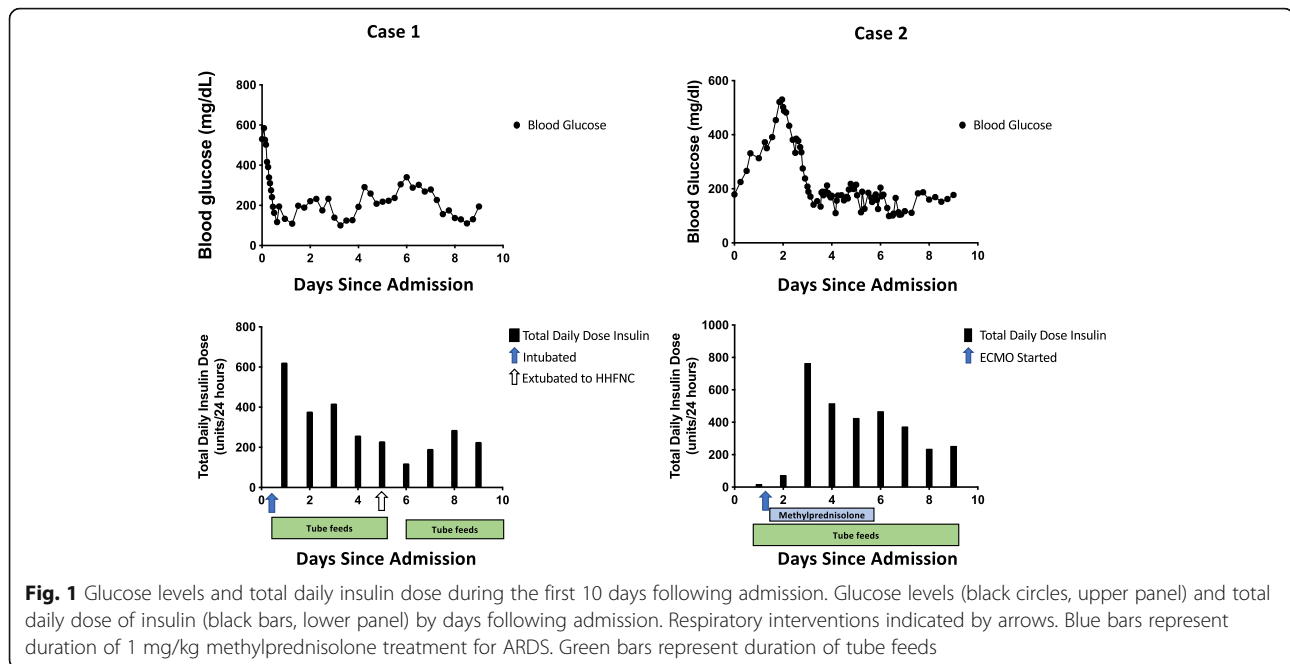 Case 1
Blood glucose (mg/dL)
800
600
400
200
0
0 2 4 6 8 10
Days Since Admission
Blood Glucose
Case 2
Blood Glucose (mg/dl)
600
400
200
0
0 2 4 6 8 10
Days Since Admission
Blood Glucose
Total Daily Insulin Dose
(units/24 hours)
800
600
400
200
0
0 2 4 6 8 10
Tube feeds Tube feeds
Days Since Admission
Total Daily Dose Insulin
Intubated
Extubated to HHFNC
Total Daily Insulin Dose
(units/24 hours)
1000
800
600
400
200
0
0 2 4 6 8 10
Methylprednisolone
Tube feeds
Days Since Admission
Total Daily Dose Insulin
ECMO Started
Fig. 1 Glucose levels and total daily insulin dose during the first 10 days following admission. Glucose levels (black circles, upper panel) and total
daily dose of insulin (black bars, lower panel) by days following admission. Respiratory interventions indicated by arrows. Blue bars represent
duration of 1 mg/kg methylprednisolone treatment for ARDS. Green bars represent duration of tube feeds